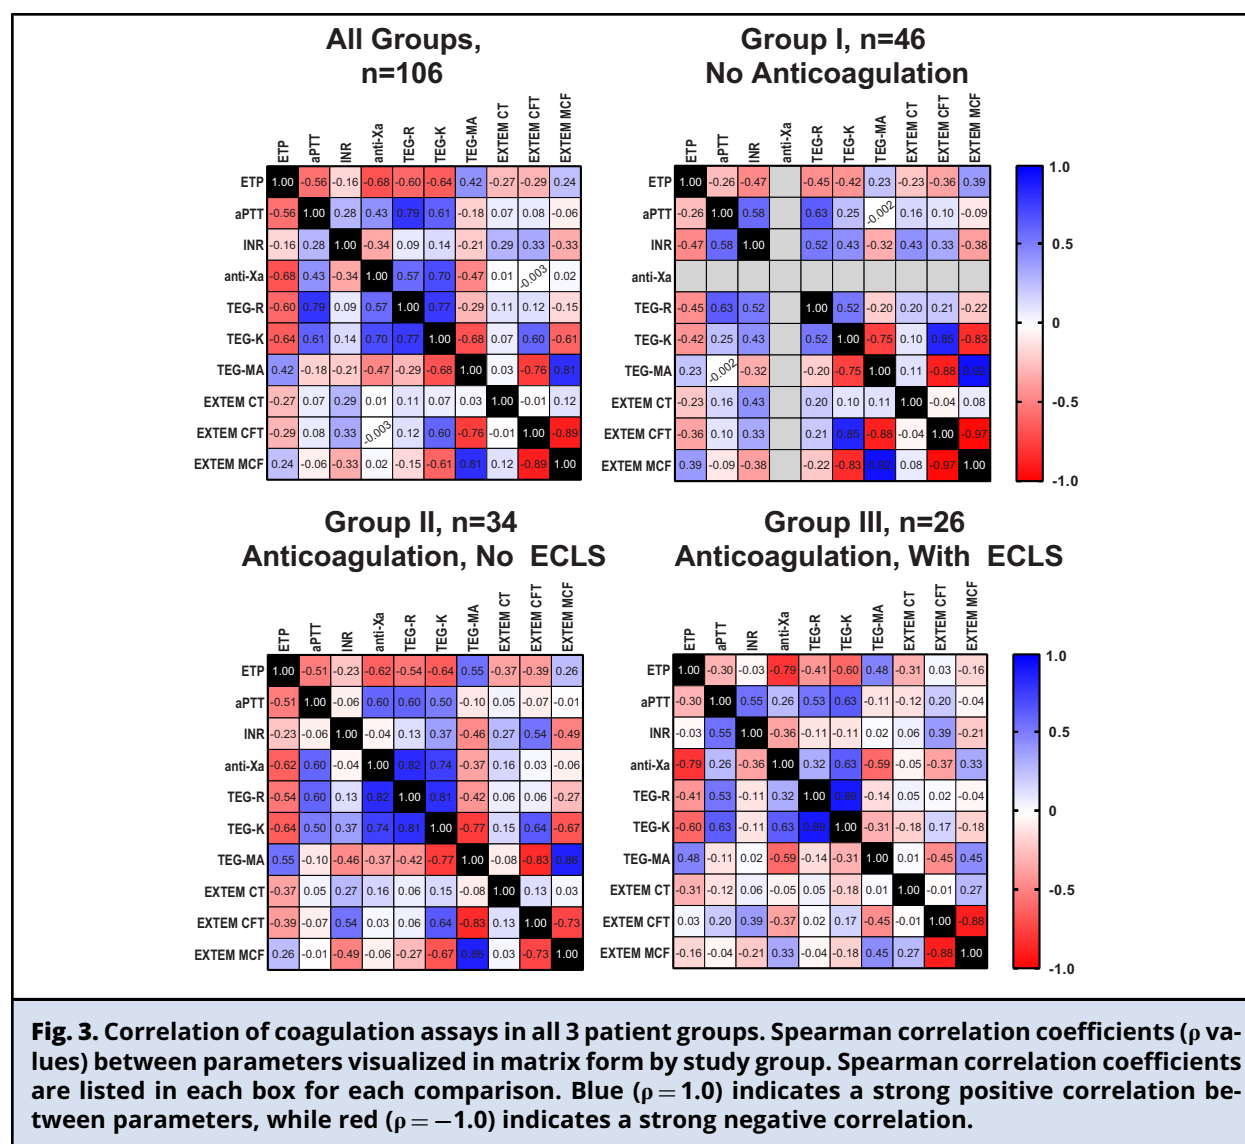 All Groups,
n=106
ETP aPTT INR anti-Xa TEG-R TEG-K TEG-MA EXTEM CT EXTEM CFT EXTEM MCF
ETP 1.00 -0.56 -0.16 -0.68 -0.60 -0.64 0.42 -0.27 -0.29 0.24
aPTT -0.56 1.00 0.28 0.43 0.79 0.61 -0.18 0.07 0.08 -0.06
INR -0.16 0.28 1.00 -0.34 0.09 0.14 -0.21 0.29 0.33 -0.33
anti-Xa -0.68 0.43 -0.34 1.00 0.57 0.70 -0.47 0.01 -0.003 0.02
TEG-R -0.60 0.79 0.09 0.57 1.00 0.77 -0.29 0.11 0.12 -0.15
TEG-K -0.64 0.61 0.14 0.70 0.77 1.00 -0.68 0.07 0.60 -0.61
TEG-MA 0.42 -0.18 -0.21 -0.47 -0.29 -0.68 1.00 0.03 -0.76 0.81
EXTEM CT -0.27 0.07 0.29 0.01 0.11 0.07 0.03 1.00 -0.01 0.12
EXTEM CFT -0.29 0.08 0.33 -0.003 0.12 0.60 -0.76 -0.01 1.00 -0.89
EXTEM MCF 0.24 -0.06 -0.33 0.02 -0.15 -0.61 0.81 0.12 -0.89 1.00
Group I, n=46
No Anticoagulation
ETP aPTT INR anti-Xa TEG-R TEG-K TEG-MA EXTEM CT EXTEM CFT EXTEM MCF
ETP 1.00 -0.26 -0.47 -0.45 -0.42 0.23 -0.23 -0.36 0.39
aPTT -0.26 1.00 0.58 0.63 0.25 -0.002 0.16 0.10 -0.09
INR -0.47 0.58 1.00 0.52 0.43 -0.32 0.43 0.33 -0.38
anti-Xa
TEG-R -0.45 0.63 0.52 1.00 0.52 -0.20 0.20 0.21 -0.22
TEG-K -0.42 0.25 0.43 0.52 1.00 -0.75 0.10 0.85 -0.83
TEG-MA 0.23 -0.002 -0.32 -0.20 -0.75 1.00 0.11 -0.88 0.92
EXTEM CT -0.23 0.16 0.43 0.20 0.10 0.11 1.00 -0.04 0.08
EXTEM CFT -0.36 0.10 0.33 0.21 0.85 -0.88 -0.04 1.00 -0.97
EXTEM MCF 0.39 -0.09 -0.38 -0.22 -0.83 0.92 0.08 -0.97 1.00
1.0
0.5
0
-0.5
-1.0
Group II, n=34
Anticoagulation, No ECLS
ETP aPTT INR anti-Xa TEG-R TEG-K TEG-MA EXTEM CT EXTEM CFT EXTEM MCF
ETP 1.00 -0.51 -0.23 -0.62 -0.54 -0.64 0.55 -0.37 -0.39 0.26
aPTT -0.51 1.00 -0.06 0.60 0.60 0.50 -0.10 0.05 -0.07 -0.01
INR -0.23 -0.06 1.00 -0.04 0.13 0.37 -0.46 0.27 0.54 -0.49
anti-Xa -0.62 0.60 -0.04 1.00 0.82 0.74 -0.37 0.16 0.03 -0.06
TEG-R -0.54 0.60 0.13 0.82 1.00 0.81 -0.42 0.06 0.06 -0.27
TEG-K -0.64 0.50 0.37 0.74 0.81 1.00 -0.77 0.15 0.64 -0.67
TEG-MA 0.55 -0.10 -0.46 -0.37 -0.42 -0.77 1.00 -0.08 -0.83 0.86
EXTEM CT -0.37 0.05 0.27 0.16 0.06 0.15 -0.08 1.00 0.13 0.03
EXTEM CFT -0.39 -0.07 0.54 0.03 0.06 0.64 -0.83 0.13 1.00 -0.73
EXTEM MCF 0.26 -0.01 -0.49 -0.06 -0.27 -0.67 0.86 0.03 -0.73 1.00
Group III, n=26
Anticoagulation, With ECLS
ETP aPTT INR anti-Xa TEG-R TEG-K TEG-MA EXTEM CT EXTEM CFT EXTEM MCF
ETP 1.00 -0.30 -0.03 -0.79 -0.41 -0.60 0.48 -0.31 0.03 -0.16
aPTT -0.30 1.00 0.55 0.26 0.53 0.63 -0.11 -0.12 0.20 -0.04
INR -0.03 0.55 1.00 -0.36 -0.11 -0.11 0.02 0.06 0.39 -0.21
anti-Xa -0.79 0.26 -0.36 1.00 0.32 0.63 -0.59 -0.05 -0.37 0.33
TEG-R -0.41 0.53 -0.11 0.32 1.00 0.89 -0.14 0.05 0.02 -0.04
TEG-K -0.60 0.63 -0.11 0.63 0.89 1.00 -0.31 -0.18 0.17 -0.18
TEG-MA 0.48 -0.11 0.02 -0.59 -0.14 -0.31 1.00 0.01 -0.45 0.45
EXTEM CT -0.31 -0.12 0.06 -0.05 0.05 -0.18 0.01 1.00 -0.01 0.27
EXTEM CFT 0.03 0.20 0.39 -0.37 0.02 0.17 -0.45 -0.01 1.00 -0.88
EXTEM MCF -0.16 -0.04 -0.21 0.33 -0.04 -0.18 0.45 0.27 -0.88 1.00
1.0
0.5
0
-0.5
-1.0
Fig. 3. Correlation of coagulation assays in all 3 patient groups. Spearman correlation coefficients (ρ va-
lues) between parameters visualized in matrix form by study group. Spearman correlation coefficients
are listed in each box for each comparison. Blue (ρ = 1.0) indicates a strong positive correlation be-
tween parameters, while red (ρ = −1.0) indicates a strong negative correlation.